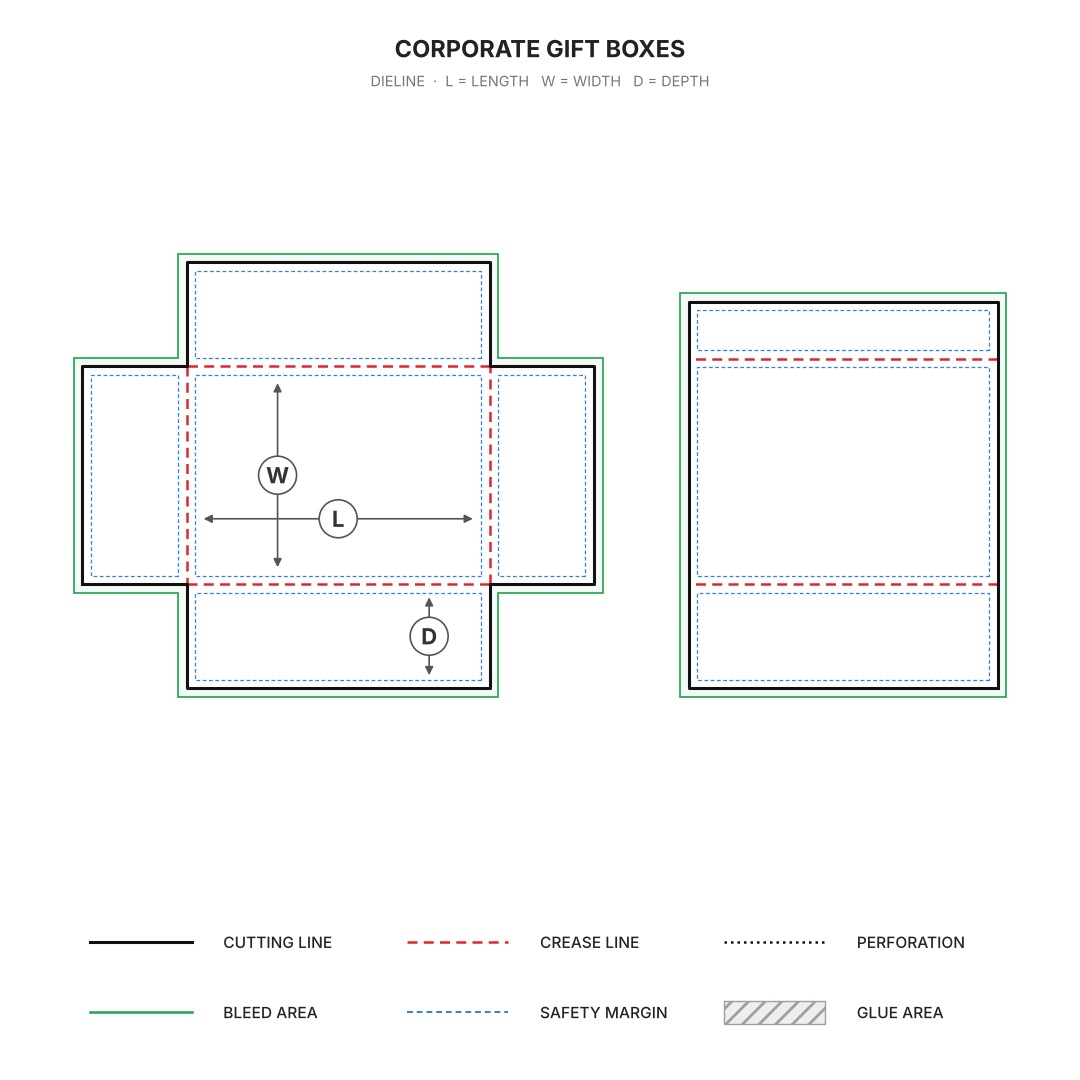 CORPORATE GIFT BOXES
DIELINE · L = LENGTH W = WIDTH D = DEPTH
W
L
D
CUTTING LINE
CREASE LINE
PERFORATION
BLEED AREA
SAFETY MARGIN
GLUE AREA